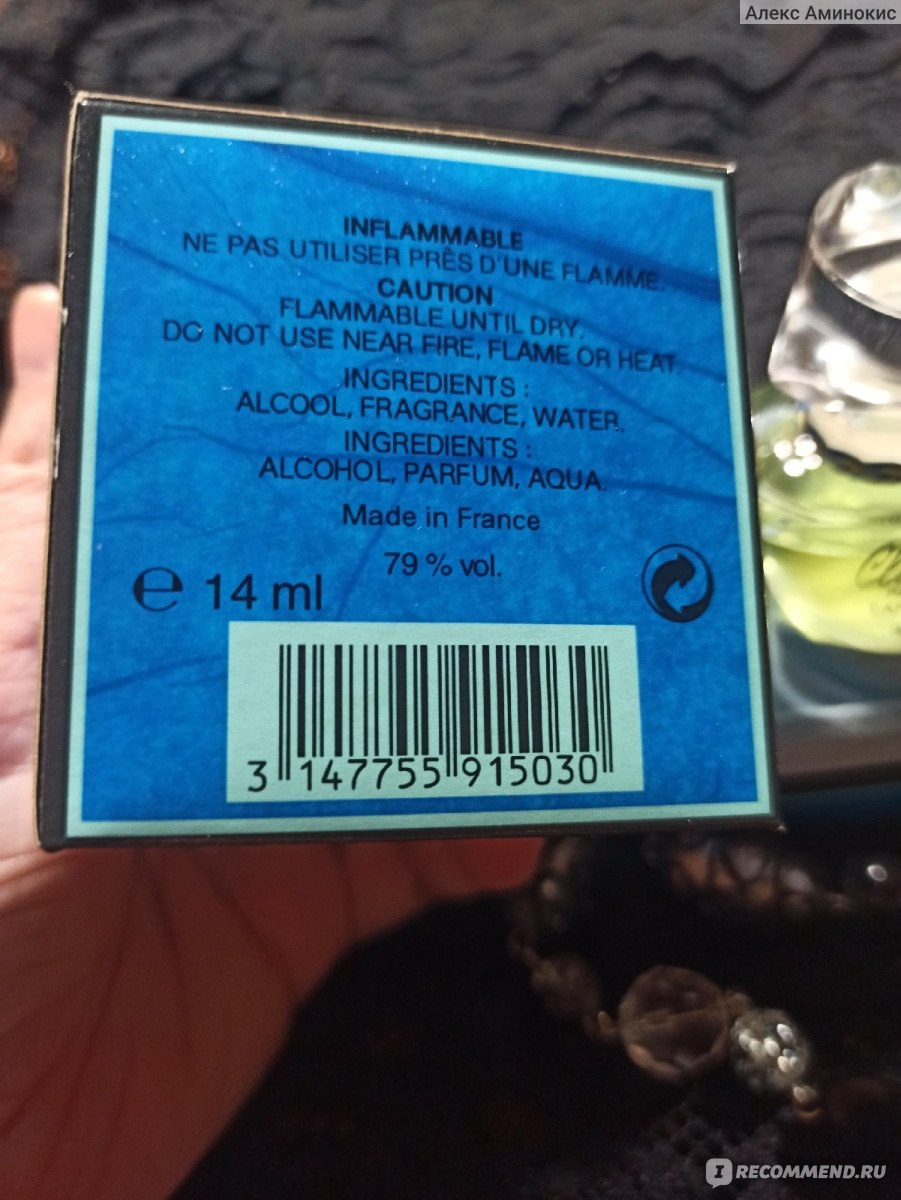 Алекс Аминокис
INFLAMMABLE
NE PAS UTILISER PRÈS D'UNE FLAMME.
CAUTION
FLAMMABLE UNTIL DRY.
DO NOT USE NEAR FIRE, FLAME OR HEAT.
INGREDIENTS :
ALCOOL, FRAGRANCE, WATER.
INGREDIENTS :
ALCOHOL, PARFUM, AQUA.
Made in France
79 % vol.
e 14 ml
3 147755 915030
IRECOMMEND.RU